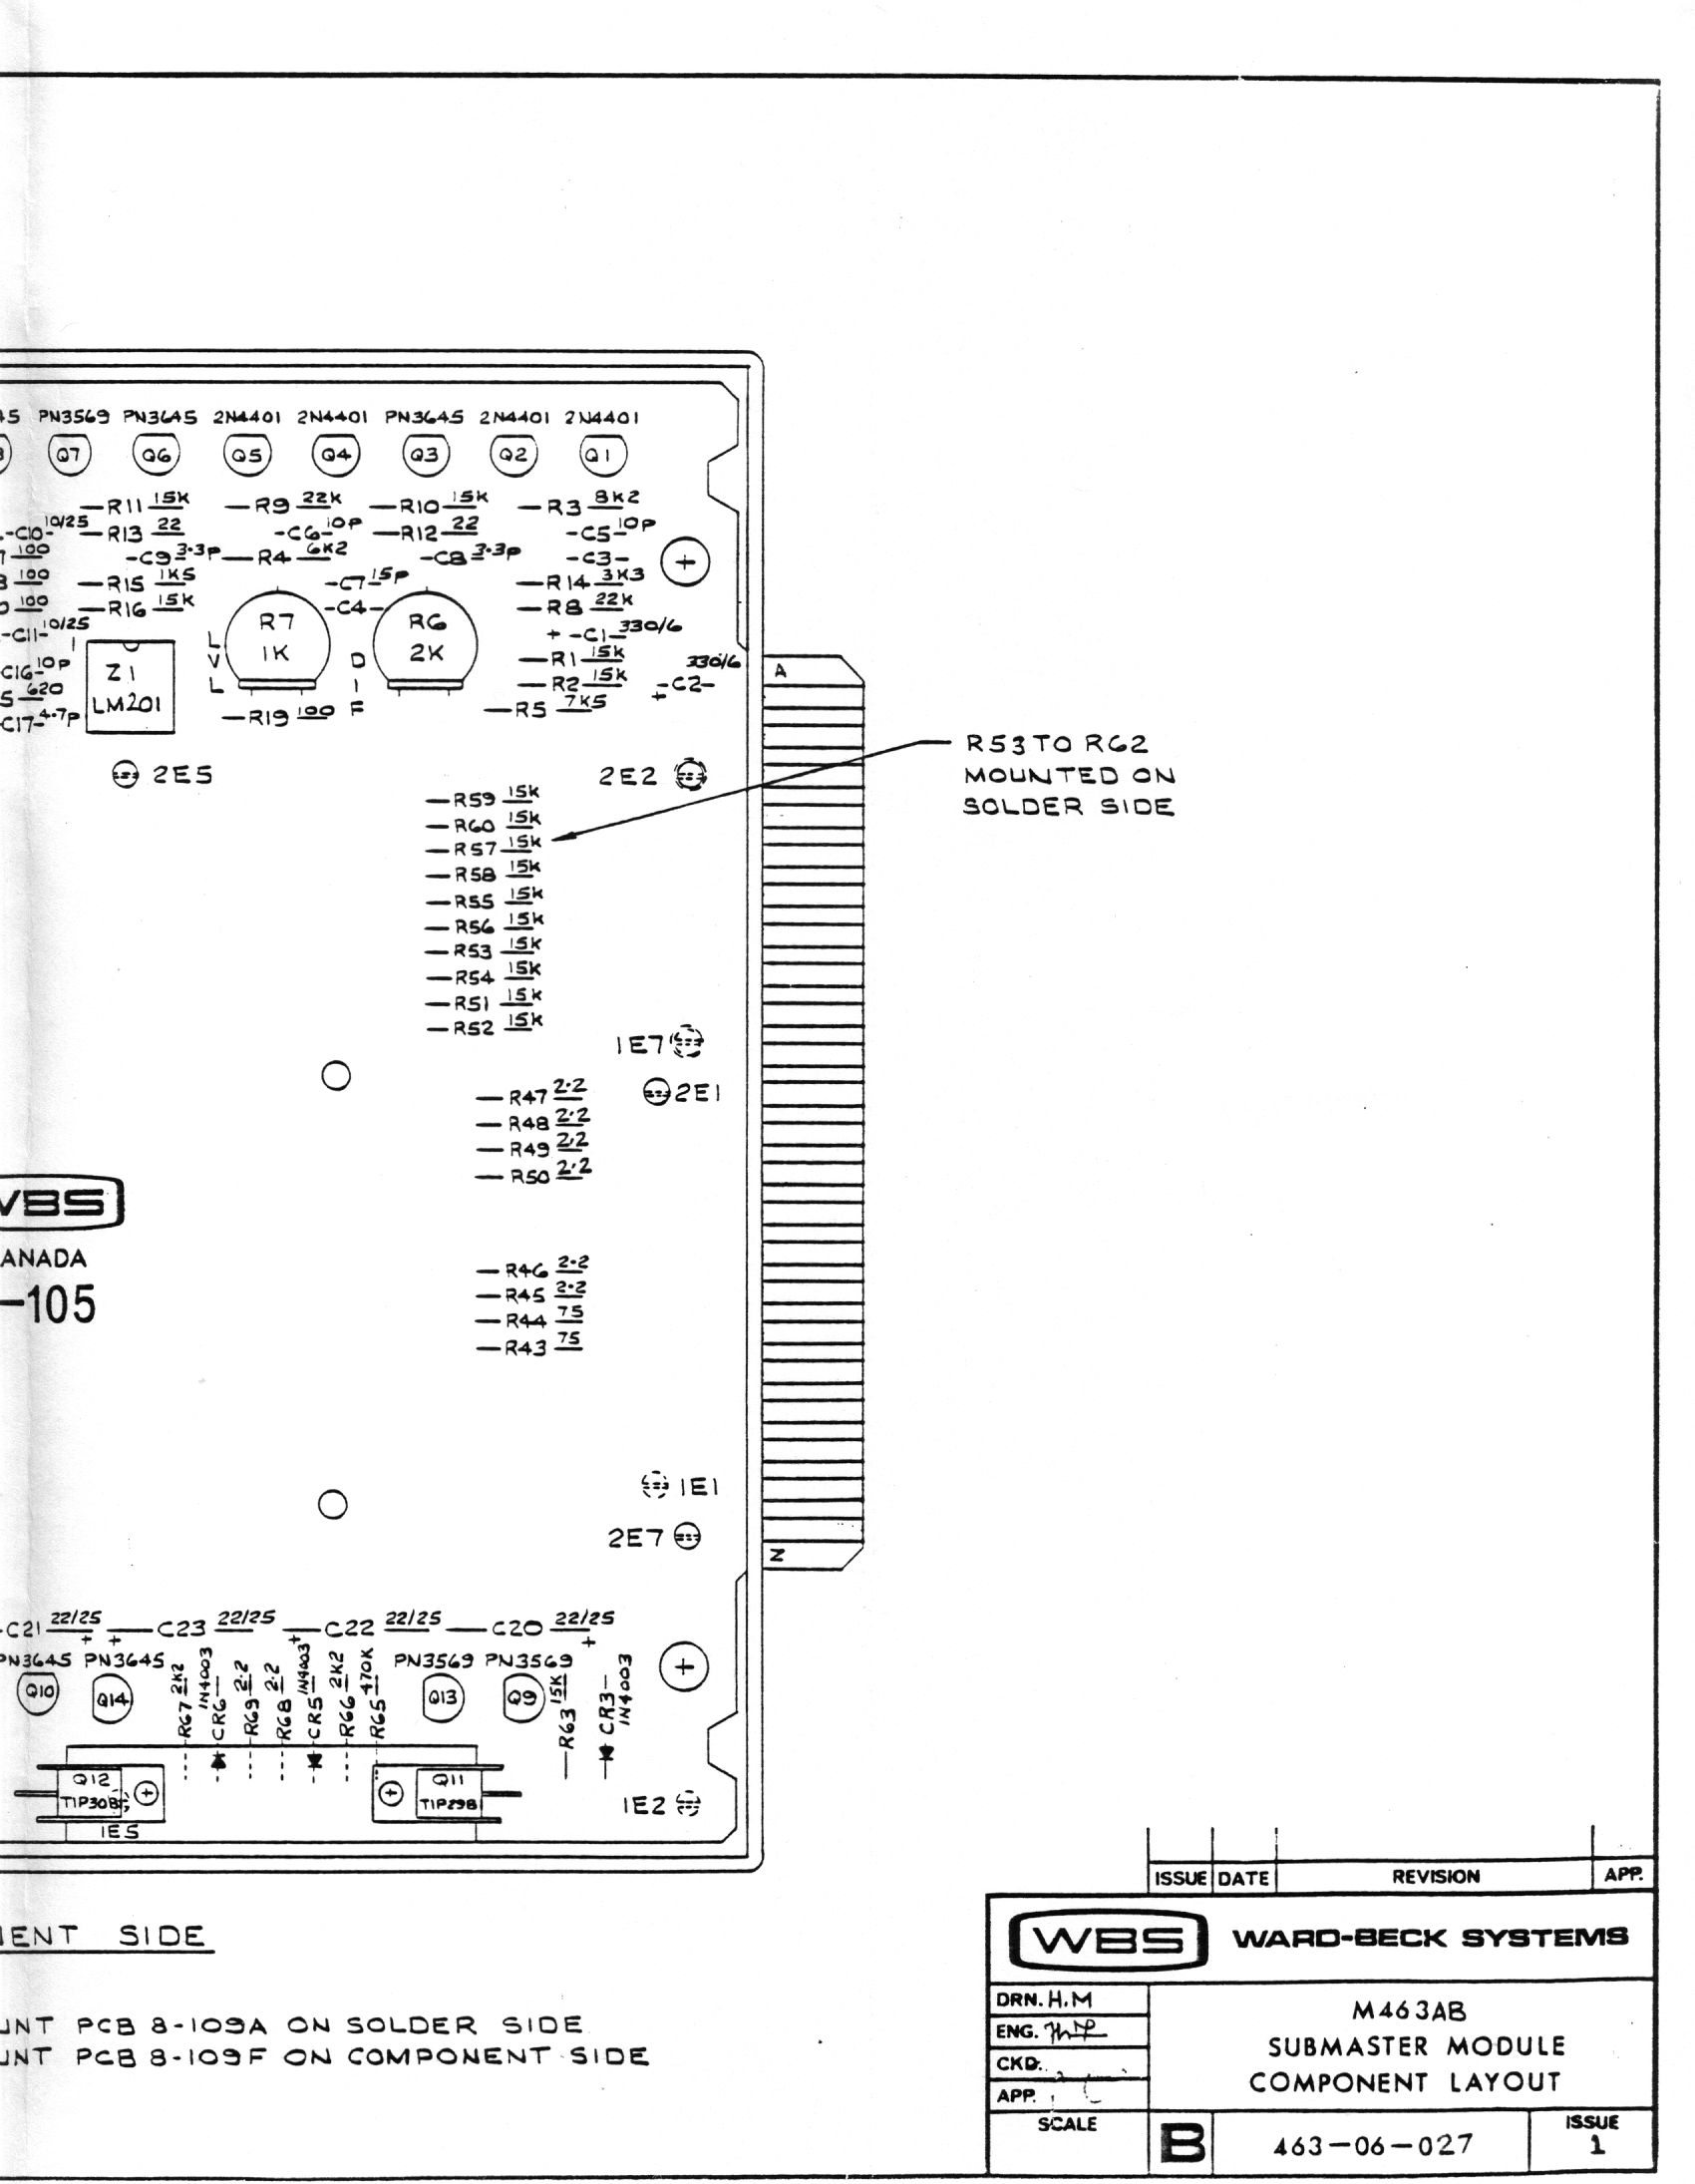 PN3569 PN3645 2N4401 2N4401 PN3645 2N4401 2N4401
Q7 Q6 Q5 Q4 Q3 Q2 Q1
R11 15K R9 22K R10 15K R3 8K2
C10 10/25 R13 22 C6 10P R12 22 C5 10P
100 C9 3.3P R4 6K2 C8 3.3P C3
100 R15 1K5 C7 15P R14 3K3
100 R16 15K C4 R8 22K
C11 10/25 + C1 330/6
R7 1K
R6 2K
L V L
D I F
1
Z1
LM201
C16 10P R1 15K 330/6
620 R2 15K + C2
C17 4.7P R19 100 R5 7K5
A
2E5
2E2
R53 TO R62
MOUNTED ON
SOLDER SIDE
R59 15K
R60 15K
R57 15K
R58 15K
R55 15K
R56 15K
R53 15K
R54 15K
R51 15K
R52 15K
1E7
2E1
R47 2.2
R48 2.2
R49 2.2
R50 2.2
WBS
ANADA
-105
R46 2.2
R45 2.2
R44 75
R43 75
1E1
2E7
Z
C21 22/25 + + C23 22/25 + C22 22/25 C20 22/25 +
PN3645 PN3645 PN3569 PN3569
Q10 Q14 Q13 Q9
R67 2K2
CR6 1N4003
R69 2.2
R68 2.2
CR5 1N4003
R66 2K2
R65 470K
R63 15K
CR3 1N4003
Q12
TIP30B
1E5
Q11
TIP29B
1E2
ENT SIDE
UNT PCB 8-109A ON SOLDER SIDE
UNT PCB 8-109F ON COMPONENT SIDE
ISSUE DATE REVISION APP.
WBS WARD-BECK SYSTEMS
DRN. H.M
ENG.
CKD.
APP.
M463AB
SUBMASTER MODULE
COMPONENT LAYOUT
SCALE
B
463-06-027
ISSUE
1